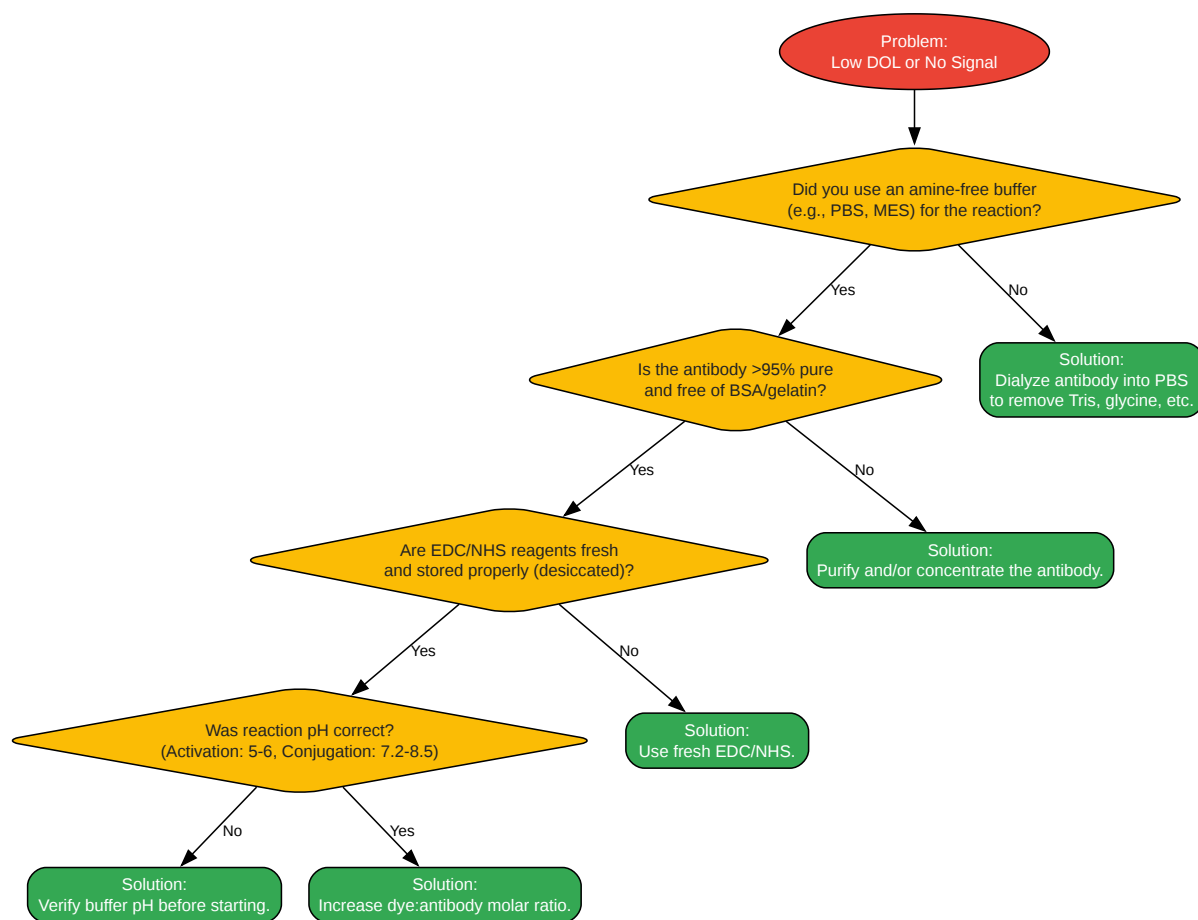 Problem:
Low DOL or No Signal
Did you use an amine-free buffer
(e.g., PBS, MES) for the reaction?
Yes
No
Is the antibody >95% pure
and free of BSA/gelatin?
Solution:
Dialyze antibody into PBS
to remove Tris, glycine, etc.
Yes
No
Are EDC/NHS reagents fresh
and stored properly (desiccated)?
Solution:
Purify and/or concentrate the antibody.
Yes
No
Was reaction pH correct?
(Activation: 5-6, Conjugation: 7.2-8.5)
Solution:
Use fresh EDC/NHS.
No
Yes
Solution:
Verify buffer pH before starting.
Solution:
Increase dye:antibody molar ratio.